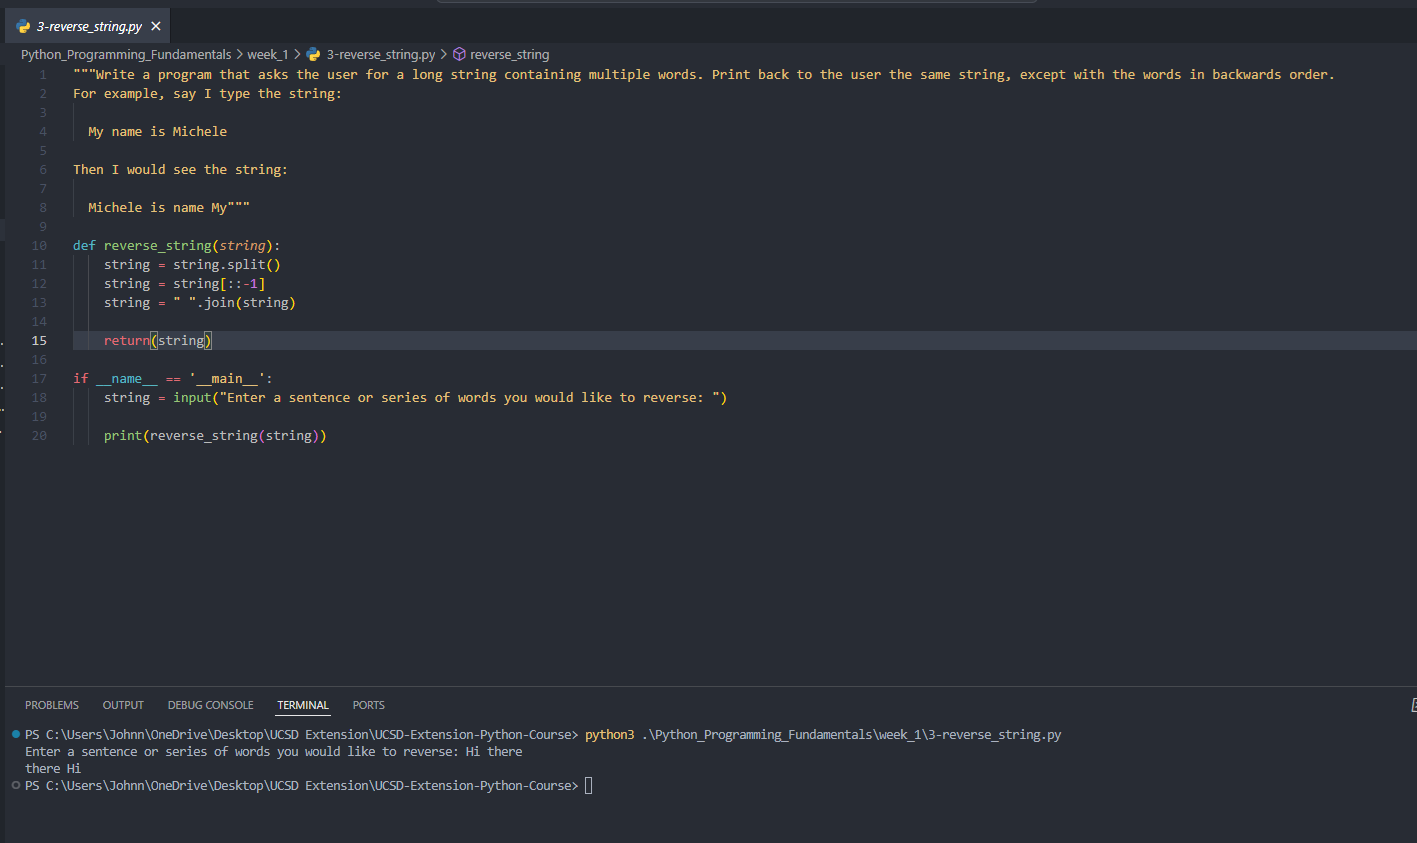 3-reverse_string.py
Python_Programming_Fundamentals > week_1 > 3-reverse_string.py > reverse_string
1 """Write a program that asks the user for a long string containing multiple words. Print back to the user the same string, except with the words in backwards order.
2 For example, say I type the string:
3
4 My name is Michele
5
6 Then I would see the string:
7
8 Michele is name My"""
9
10 def reverse_string(string):
11     string = string.split()
12     string = string[::-1]
13     string = " ".join(string)
14
15     return(string)
16
17 if __name__ == '__main__':
18     string = input("Enter a sentence or series of words you would like to reverse: ")
19
20     print(reverse_string(string))
PROBLEMS OUTPUT DEBUG CONSOLE TERMINAL PORTS
PS C:\Users\Johnn\OneDrive\Desktop\UCSD Extension\UCSD-Extension-Python-Course> python3 .\Python_Programming_Fundamentals\week_1\3-reverse_string.py
Enter a sentence or series of words you would like to reverse: Hi there
there Hi
PS C:\Users\Johnn\OneDrive\Desktop\UCSD Extension\UCSD-Extension-Python-Course>